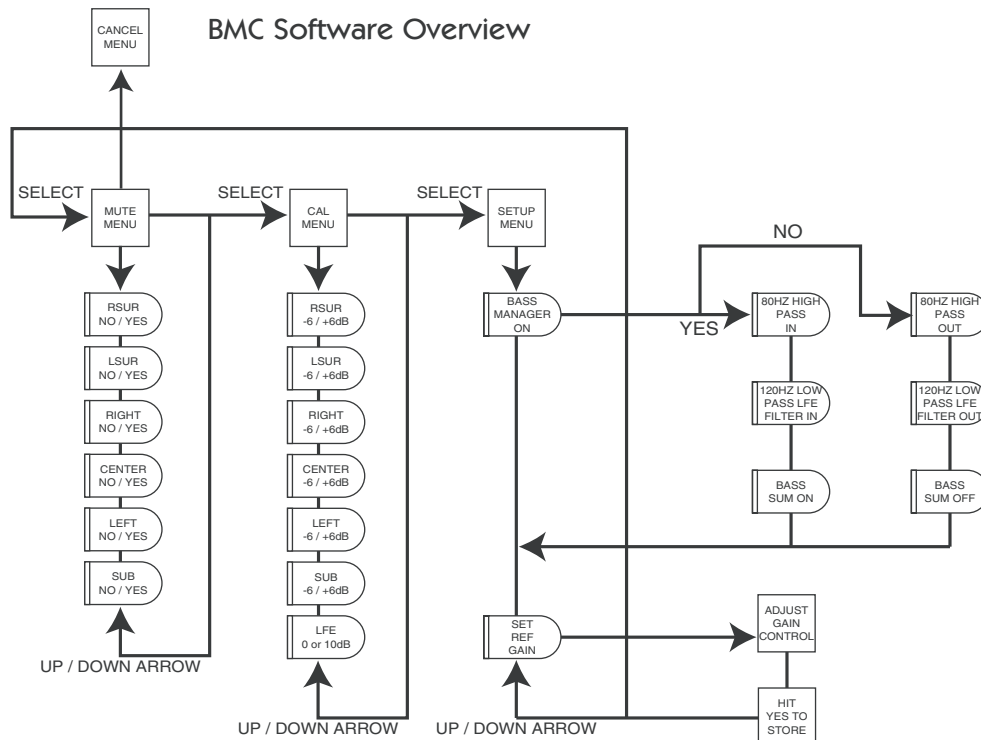 BMC Software Overview
CANCEL
MENU
SELECT
MUTE
MENU
RSUR
NO / YES
LSUR
NO / YES
RIGHT
NO / YES
CENTER
NO / YES
LEFT
NO / YES
SUB
NO / YES
UP / DOWN ARROW
SELECT
CAL
MENU
RSUR
-6 / +6dB
LSUR
-6 / +6dB
RIGHT
-6 / +6dB
CENTER
-6 / +6dB
LEFT
-6 / +6dB
SUB
-6 / +6dB
LFE
0 or 10dB
UP / DOWN ARROW
SELECT
SETUP
MENU
BASS
MANAGER
ON
YES
NO
80HZ HIGH
PASS
IN
120HZ LOW
PASS LFE
FILTER IN
BASS
SUM ON
80HZ HIGH
PASS
OUT
120HZ LOW
PASS LFE
FILTER OUT
BASS
SUM OFF
SET
REF
GAIN
ADJUST
GAIN
CONTROL
HIT
YES TO
STORE
UP / DOWN ARROW